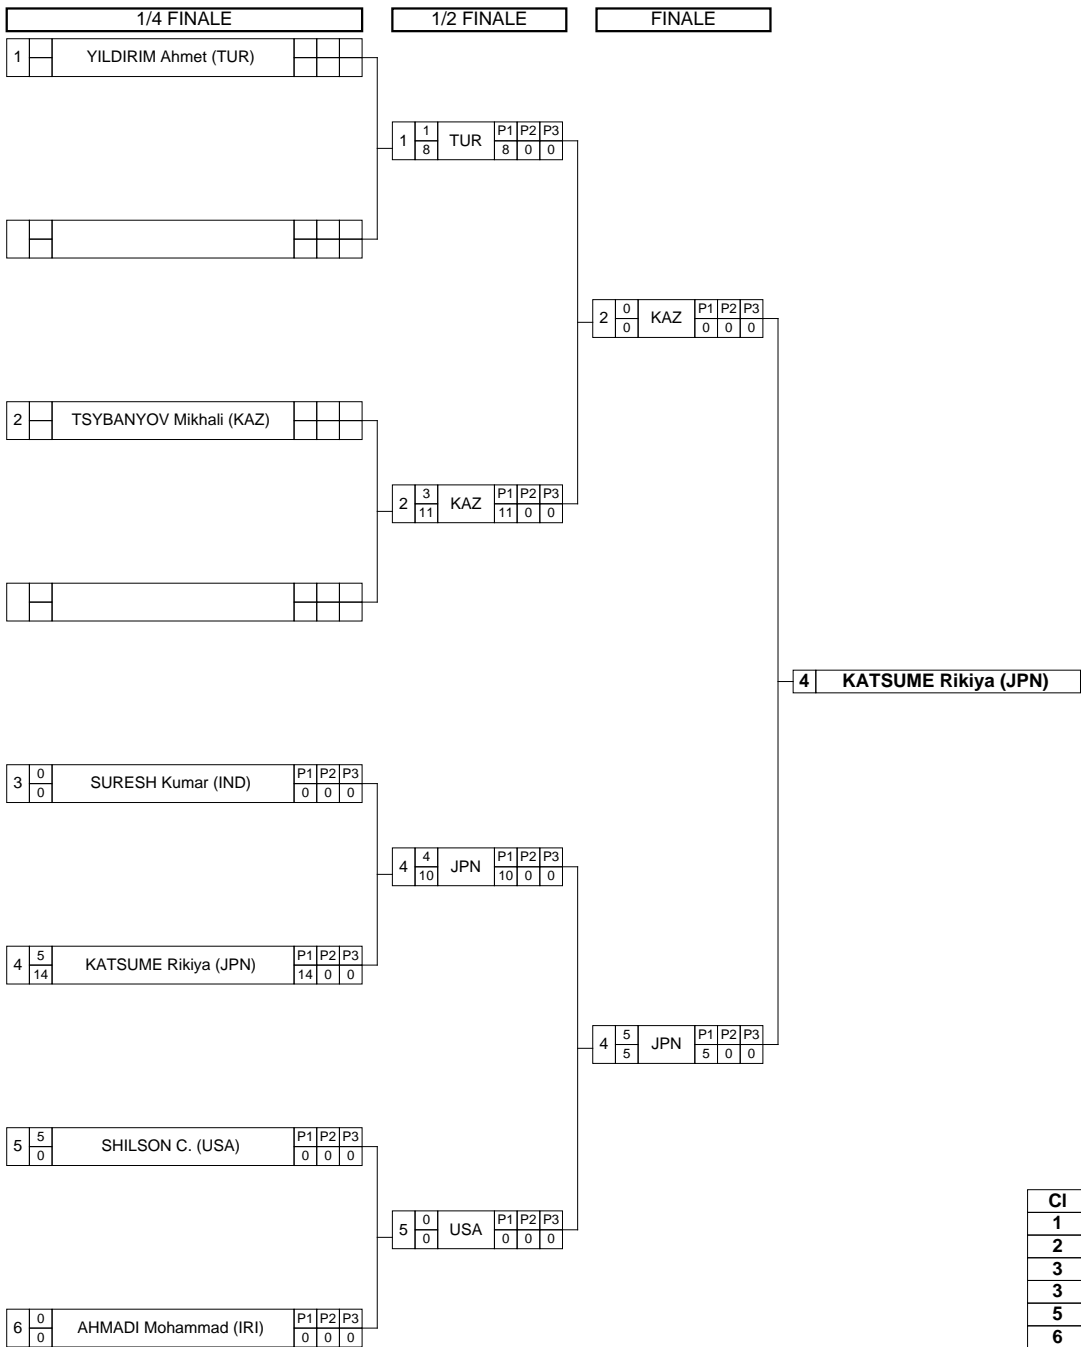 1/4 FINALE 1/2 FINALE FINALE
1 YILDIRIM Ahmet (TUR)
1 1 TUR P1 P2 P3
8 8 0 0
2 0 KAZ P1 P2 P3
0 0 0 0
2 TSYBANYOV Mikhali (KAZ)
2 3 KAZ P1 P2 P3
11 11 0 0
4 KATSUME Rikiya (JPN)
3 0 SURESH Kumar (IND) P1 P2 P3
0 0 0 0
4 4 JPN P1 P2 P3
10 10 0 0
4 5 KATSUME Rikiya (JPN) P1 P2 P3
14 14 0 0
4 5 JPN P1 P2 P3
5 5 0 0
5 5 SHILSON C. (USA) P1 P2 P3
0 0 0 0
5 0 USA P1 P2 P3
0 0 0 0
6 0 AHMADI Mohammad (IRI) P1 P2 P3
0 0 0 0
Cl
1
2
3
3
5
6